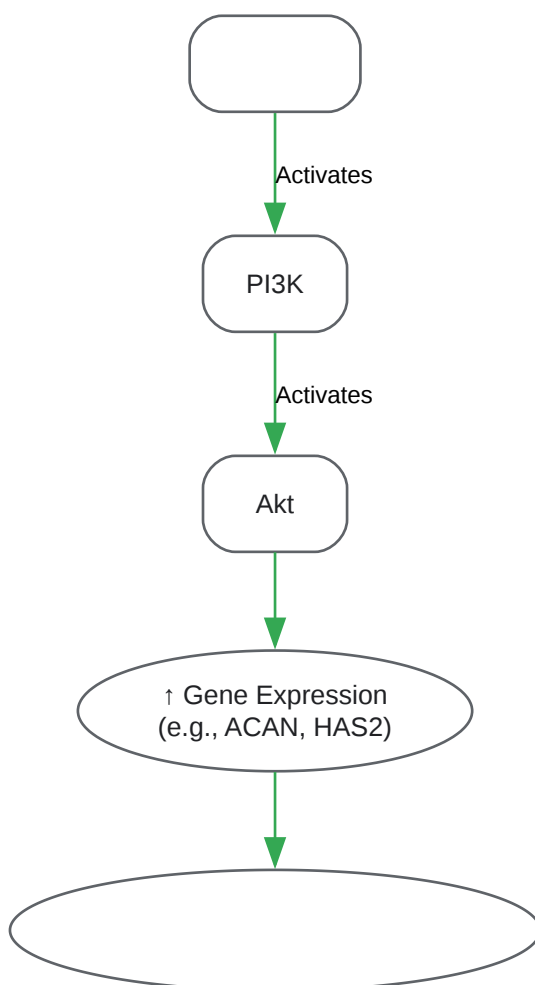 Activates
PI3K
Activates
Akt
↑ Gene Expression
(e.g., ACAN, HAS2)